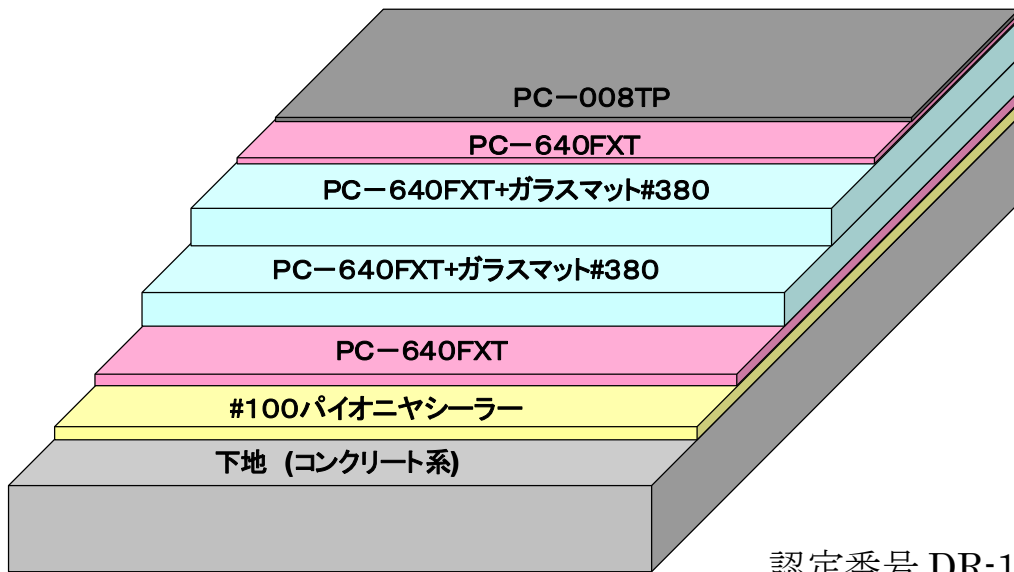 PC－008TP
PC－640FXT
PC－640FXT+ガラスマット#380
PC－640FXT+ガラスマット#380
PC－640FXT
#100パイオニヤシーラー
下地 (コンクリート系)
認定番号 DR-1